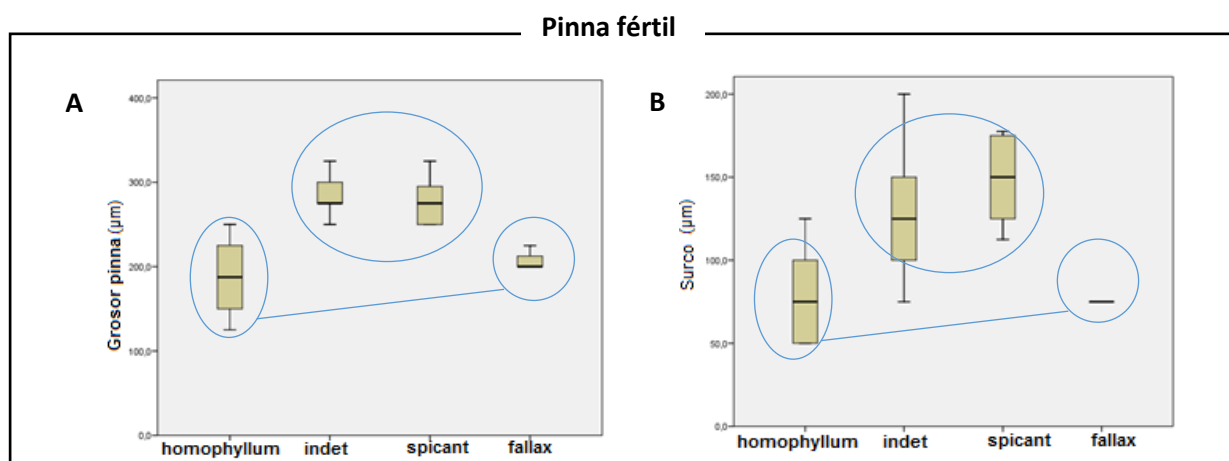 Pinna fértil
A
Grosor pinna (µm)
400,0
300,0
200,0
100,0
0,0
homophyllum indet spicant fallax
B
Surco (µm)
200,0
150,0
100,0
50,0
0,0
homophyllum indet spicant fallax